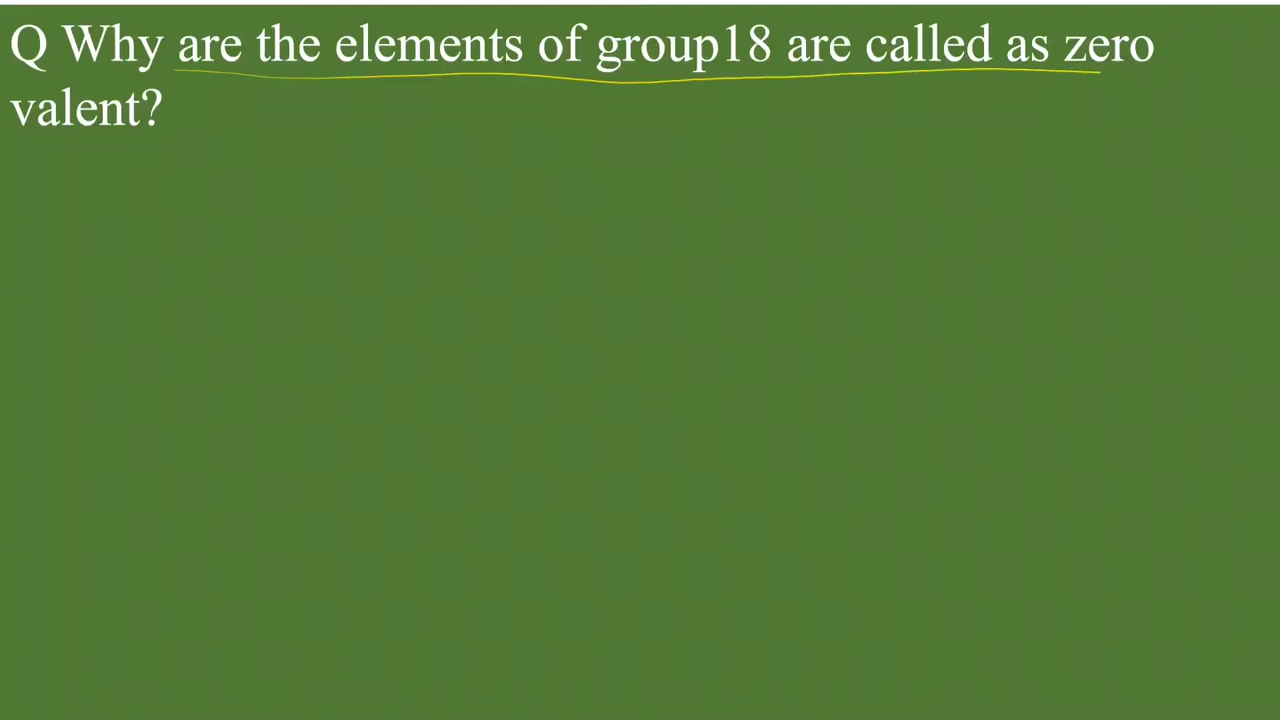 Q Why are the elements of group18 are called as zero
valent?